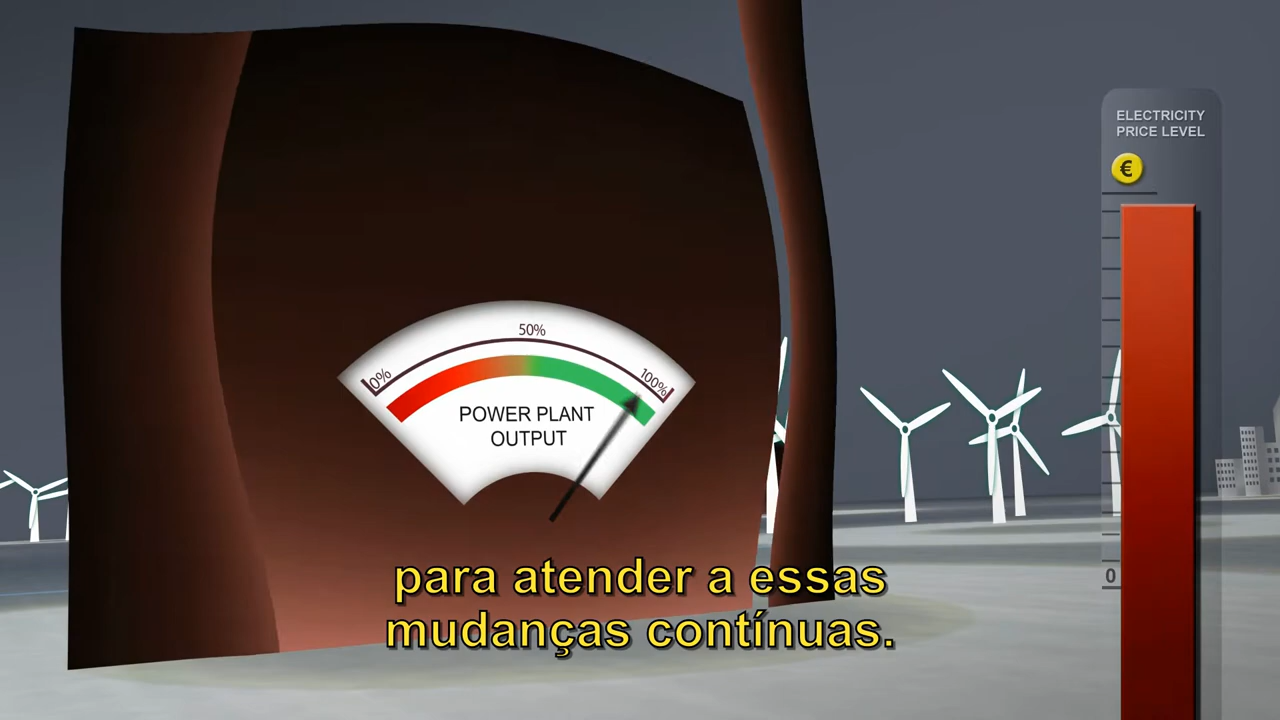 ELECTRICITY
PRICE LEVEL
€
50%
0%
100%
POWER PLANT
OUTPUT
0
para atender a essas
mudanças contínuas.